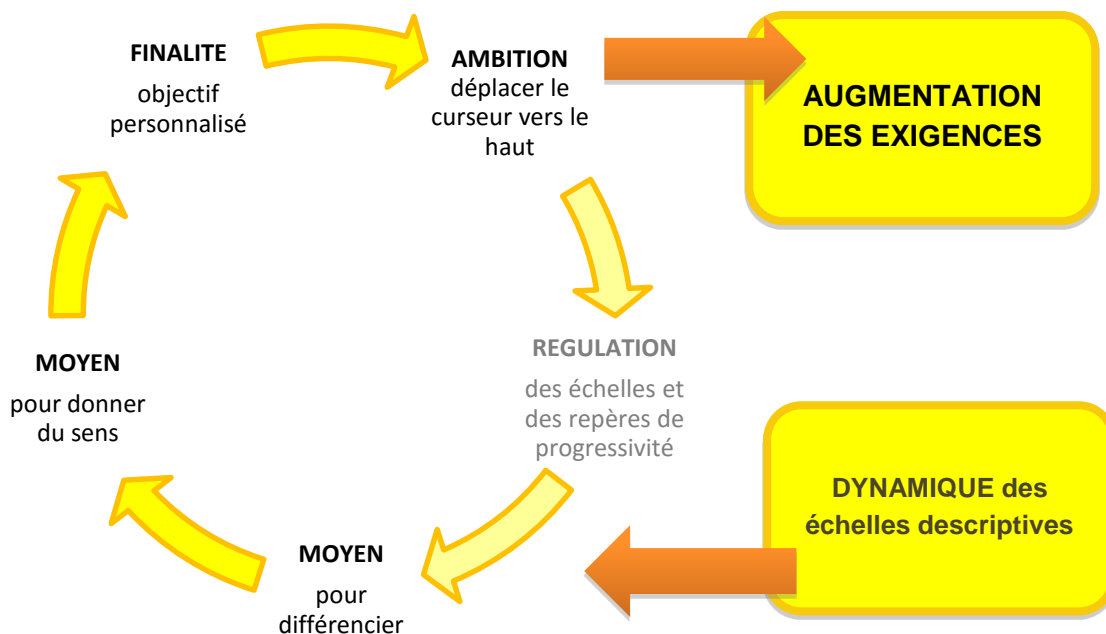 FINALITE
objectif
personnalisé
AMBITION
déplacer le
curseur vers le
haut
AUGMENTATION
DES EXIGENCES
REGULATION
des échelles et
des repères de
progressivité
MOYEN
pour donner
du sens
DYNAMIQUE des
échelles descriptives
MOYEN
pour
différencier